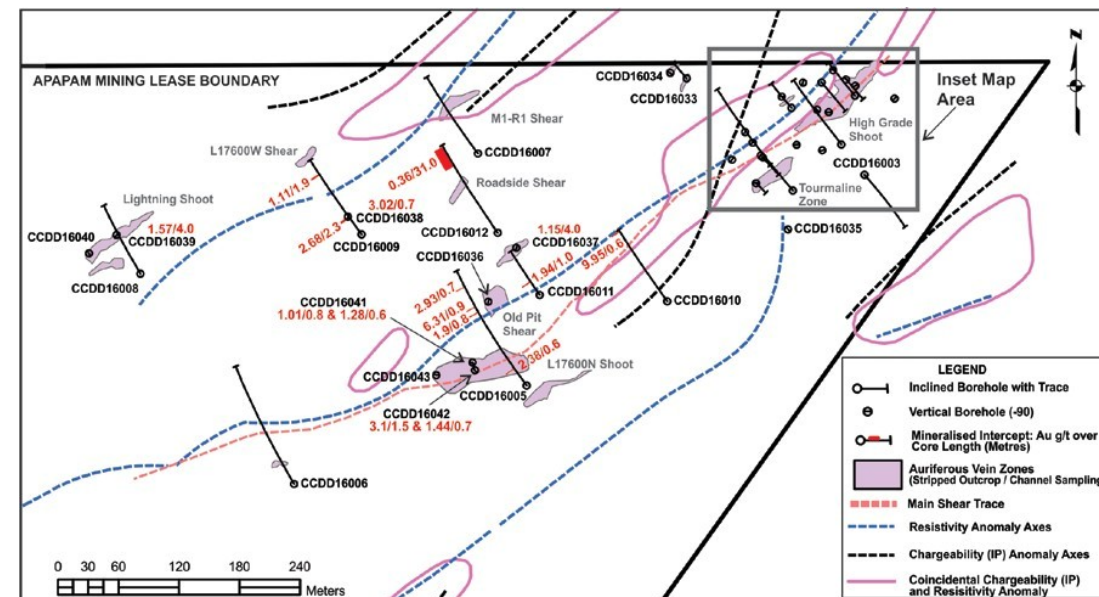 APAPAM MINING LEASE BOUNDARY
CCDD16034
CCDD16033
Inset Map
Area
N
M1-R1 Shear
CCDD16007
High Grade
Shoot
CCDD16003
L17600W Shear
1.11/1.9
0.36/31.0
Roadside Shear
Tourmaline
Zone
Lightning Shoot
1.57/4.0
CCDD16040
CCDD16039
CCDD16008
3.02/0.7
CCDD16038
2.68/2.3
CCDD16009
CCDD16012
1.15/4.0
CCDD16037
CCDD16035
CCDD16036
1.94/1.0
9.95/0.6
CCDD16011
CCDD16010
CCDD16041
1.01/0.8 & 1.28/0.6
2.93/0.7
6.31/0.9
1.9/0.8
Old Pit
Shear
2.38/0.6
L17600N Shoot
CCDD16043
CCDD16005
CCDD16042
3.1/1.5 & 1.44/0.7
CCDD16006
0 30 60 120 180 240
Meters
LEGEND
Inclined Borehole with Trace
Vertical Borehole (-90)
Mineralised Intercept: Au g/t over
Core Length (Metres)
Auriferous Vein Zones
(Stripped Outcrop / Channel Sampling)
Main Shear Trace
Resistivity Anomaly Axes
Chargeability (IP) Anomaly Axes
Coincidental Chargeability (IP)
and Resisitivity Anomaly